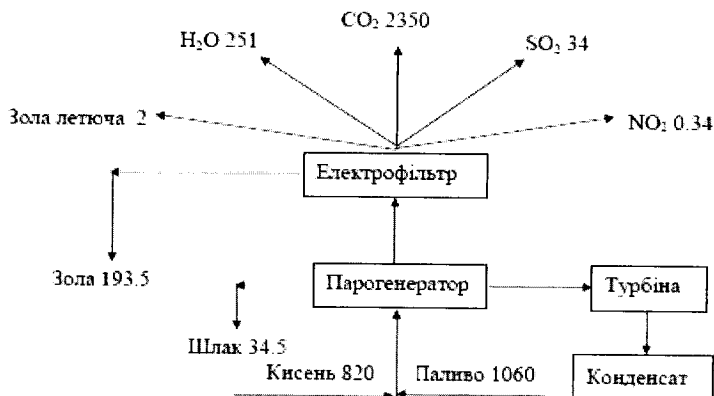 CO₂ 2350
H₂O 251
SO₂ 34
Зола летюча 2
NO₂ 0.34
Електрофільтр
Зола 193.5
Парогенератор
Турбіна
Шлак 34.5
Кисень 820
Паливо 1060
Конденсат